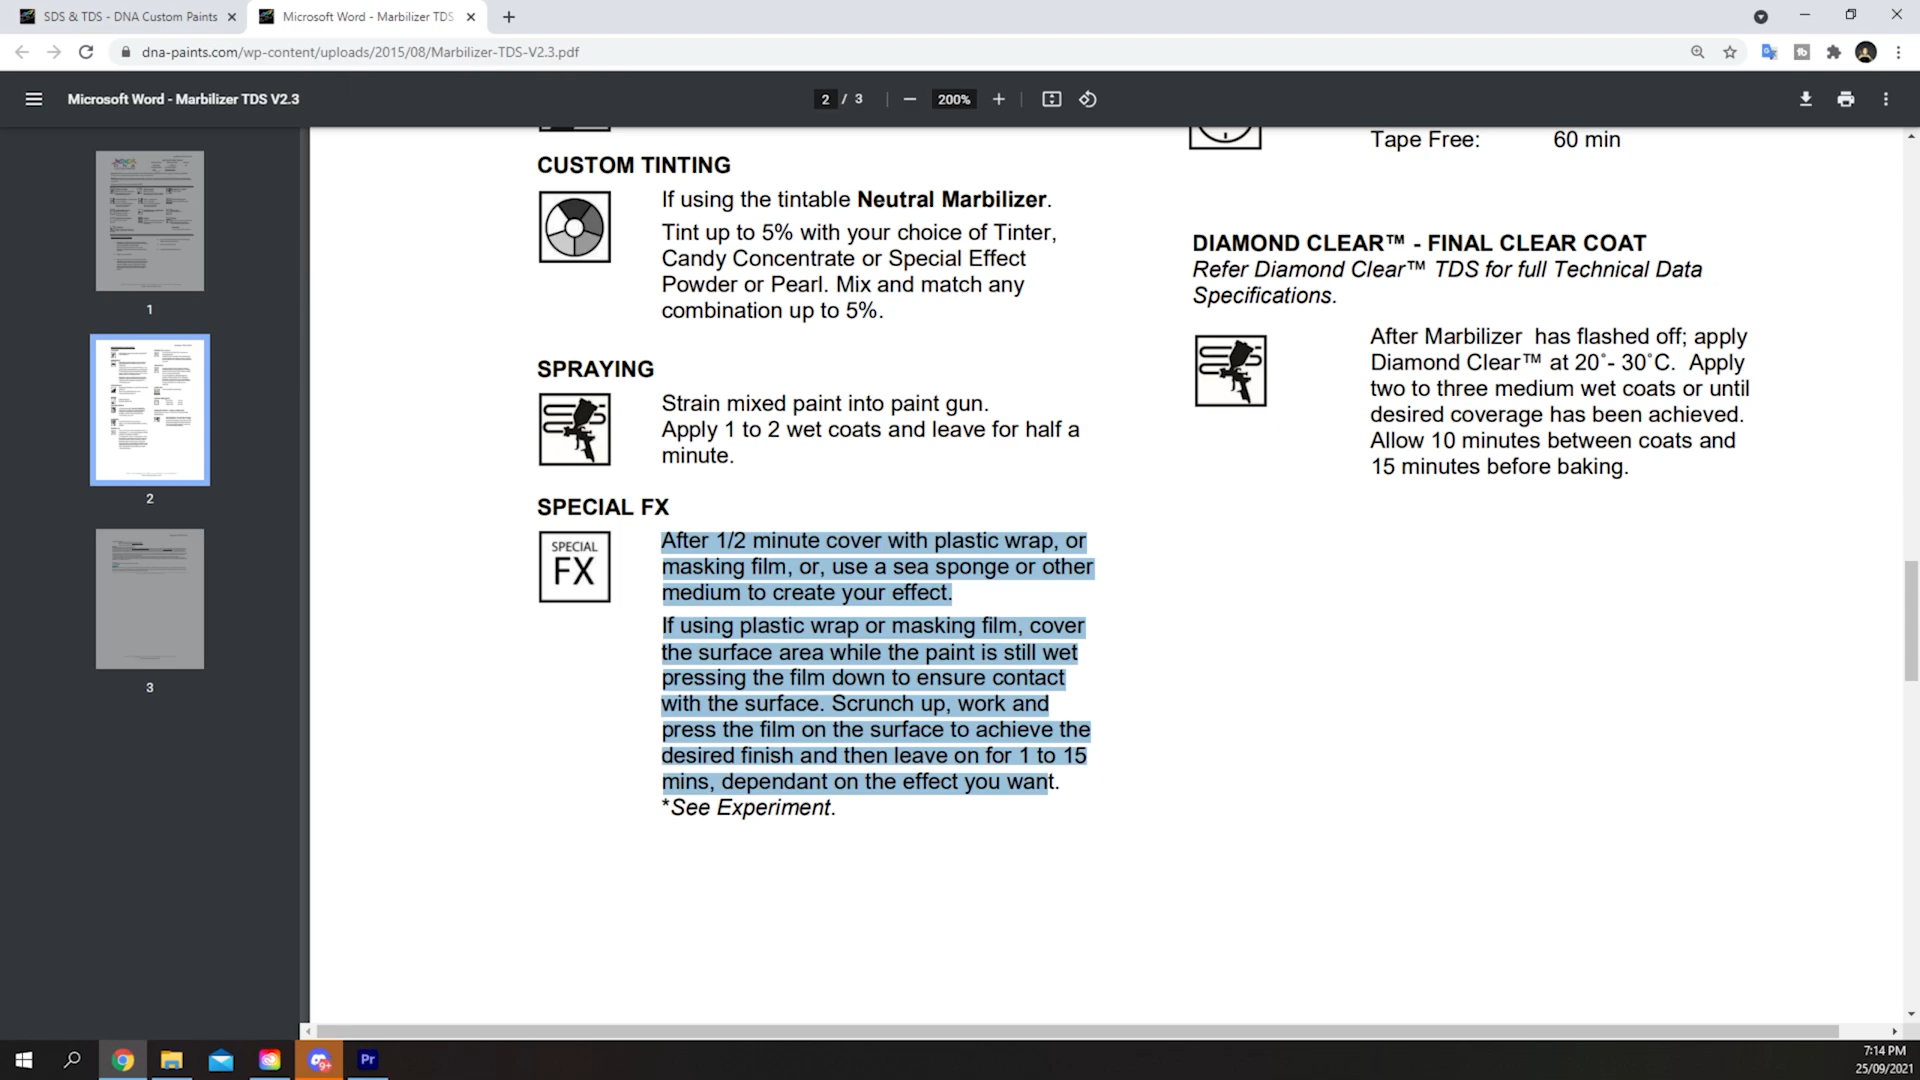 SDS & TDS - DNA Custom Paints
Microsoft Word - Marbilizer TDS
dna-paints.com/wp-content/uploads/2015/08/Marbilizer-TDS-V2.3.pdf
Microsoft Word - Marbilizer TDS V2.3
2 / 3
200%
1
2
3
CUSTOM TINTING
If using the tintable Neutral Marbilizer.
Tint up to 5% with your choice of Tinter,
Candy Concentrate or Special Effect
Powder or Pearl. Mix and match any
combination up to 5%.
SPRAYING
Strain mixed paint into paint gun.
Apply 1 to 2 wet coats and leave for half a
minute.
SPECIAL FX
SPECIAL
FX
After 1/2 minute cover with plastic wrap, or
masking film, or, use a sea sponge or other
medium to create your effect.
If using plastic wrap or masking film, cover
the surface area while the paint is still wet
pressing the film down to ensure contact
with the surface. Scrunch up, work and
press the film on the surface to achieve the
desired finish and then leave on for 1 to 15
mins, dependant on the effect you want.
*See Experiment.
Tape Free: 60 min
DIAMOND CLEAR™ - FINAL CLEAR COAT
Refer Diamond Clear™ TDS for full Technical Data
Specifications.
After Marbilizer has flashed off; apply
Diamond Clear™ at 20˚- 30˚C. Apply
two to three medium wet coats or until
desired coverage has been achieved.
Allow 10 minutes between coats and
15 minutes before baking.
9+
Pr
7:14 PM
25/09/2021